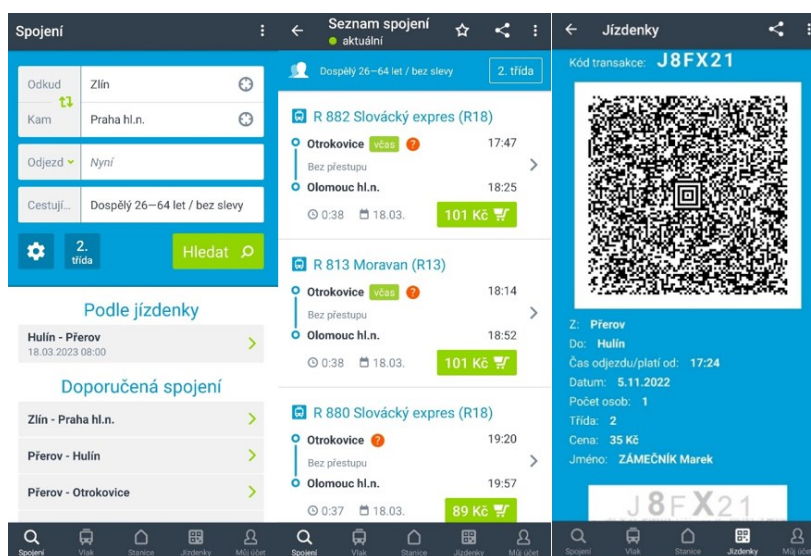 Spojení
Odkud
Zlín
Kam
Praha hl.n.
Odjezd
Nyní
Cestují...
Dospělý 26–64 let / bez slevy
2.
třída
Hledat
Podle jízdenky
Hulín - Přerov
18.03.2023 08:00
Doporučená spojení
Zlín - Praha hl.n.
Přerov - Hulín
Přerov - Otrokovice
Spojení
Vlak
Stanice
Jízdenky
Můj účet
Seznam spojení
aktuální
Dospělý 26–64 let / bez slevy
2. třída
R 882 Slovácký expres (R18)
Otrokovice včas ? 17:47
Bez přestupu
Olomouc hl.n. 18:25
0:38 18.03. 101 Kč
R 813 Moravan (R13)
Otrokovice včas ? 18:14
Bez přestupu
Olomouc hl.n. 18:52
0:38 18.03. 101 Kč
R 880 Slovácký expres (R18)
Otrokovice ? 19:20
Bez přestupu
Olomouc hl.n. 19:57
0:37 18.03. 89 Kč
Spojení
Vlak
Stanice
Jízdenky
Můj účet
Jízdenky
Kód transakce: J8FX21
Z: Přerov
Do: Hulín
Čas odjezdu/platí od: 17:24
Datum: 5.11.2022
Počet osob: 1
Třída: 2
Cena: 35 Kč
Jméno: ZÁMEČNÍK Marek
J8FX21
Spojení
Vlak
Stanice
Jízdenky
Můj účet